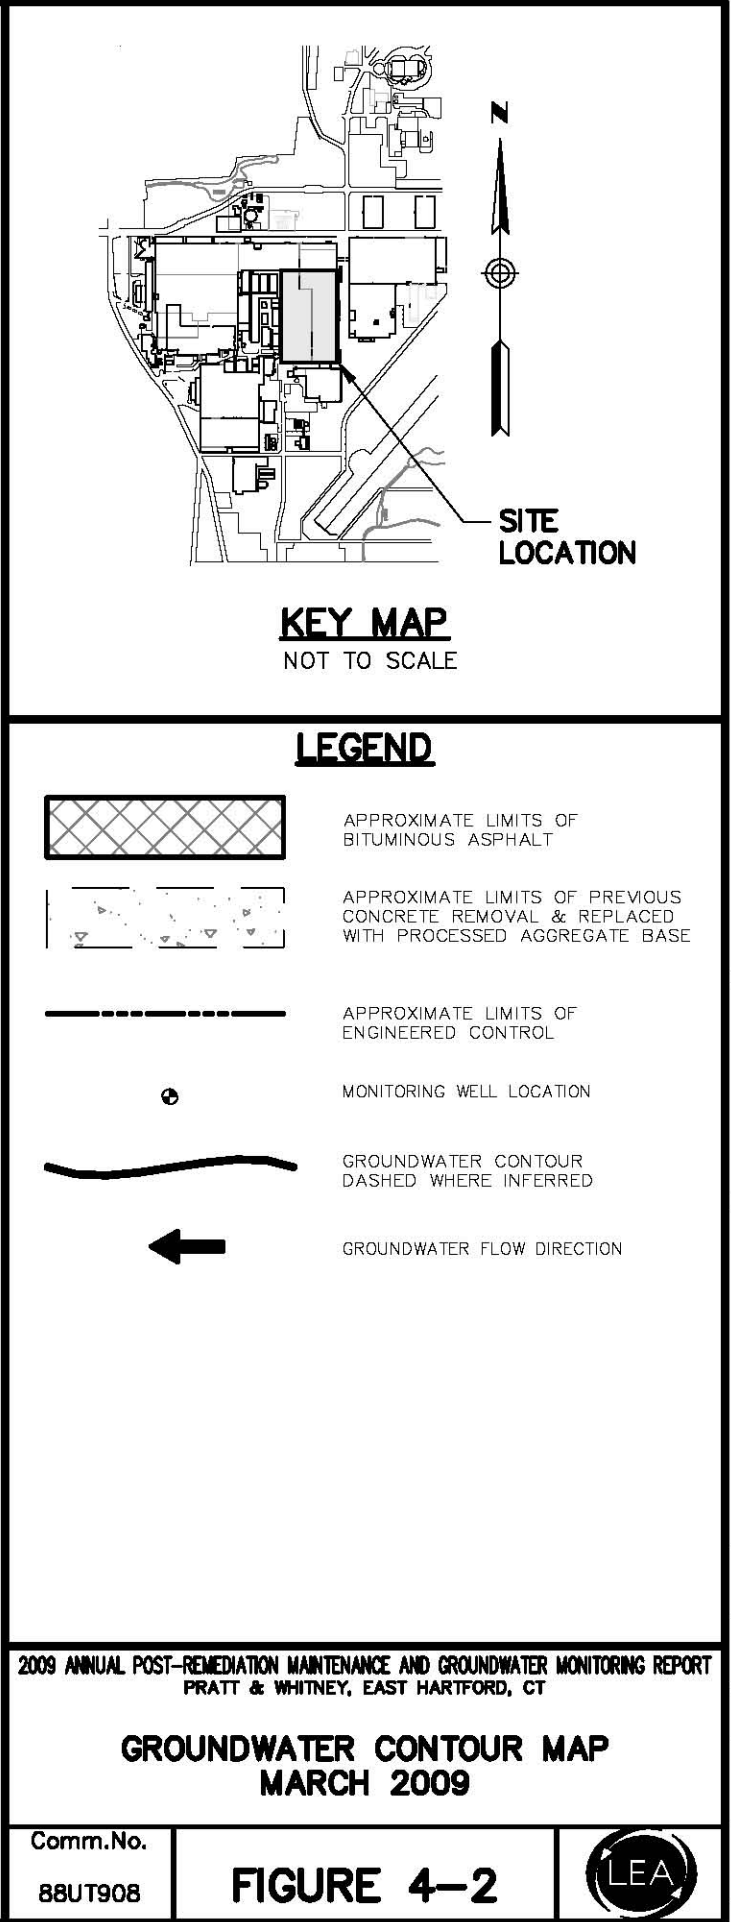 N
SITE
LOCATION
KEY MAP
NOT TO SCALE
LEGEND
APPROXIMATE LIMITS OF
BITUMINOUS ASPHALT
APPROXIMATE LIMITS OF PREVIOUS
CONCRETE REMOVAL & REPLACED
WITH PROCESSED AGGREGATE BASE
APPROXIMATE LIMITS OF
ENGINEERED CONTROL
MONITORING WELL LOCATION
GROUNDWATER CONTOUR
DASHED WHERE INFERRED
GROUNDWATER FLOW DIRECTION
2009 ANNUAL POST-REMEDIATION MAINTENANCE AND GROUNDWATER MONITORING REPORT
PRATT & WHITNEY, EAST HARTFORD, CT
GROUNDWATER CONTOUR MAP
MARCH 2009
Comm.No.
88UT908
FIGURE 4-2
LEA